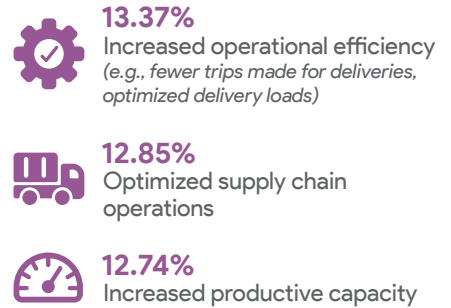 13.37%
Increased operational efficiency
(e.g., fewer trips made for deliveries,
optimized delivery loads)
12.85%
Optimized supply chain
operations
12.74%
Increased productive capacity